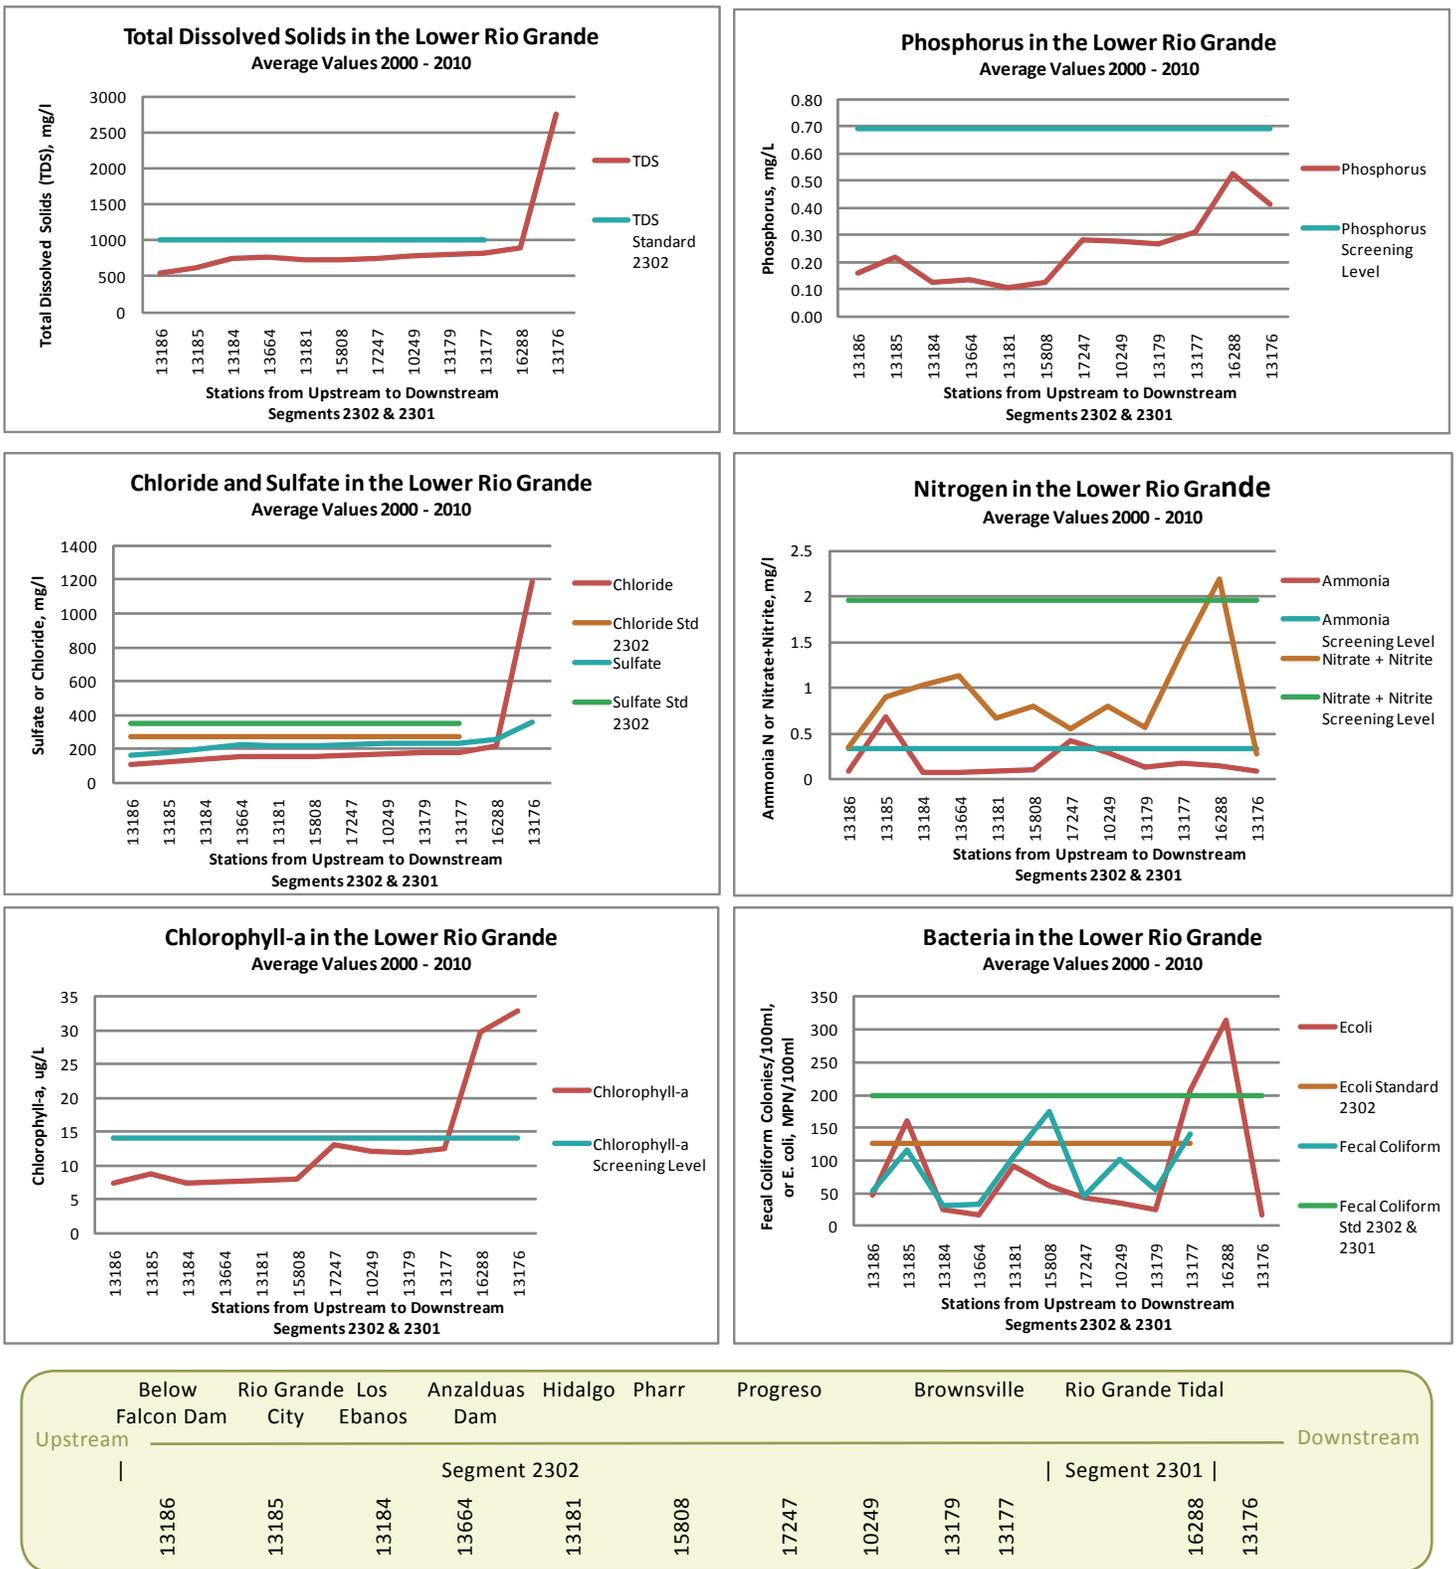 Total Dissolved Solids in the Lower Rio Grande
Average Values 2000 - 2010
Total Dissolved Solids (TDS), mg/l
3000
2500
2000
1500
1000
500
0
13186
13185
13184
13664
13181
15808
17247
10249
13179
13177
16288
13176
Stations from Upstream to Downstream
Segments 2302 & 2301
TDS
TDS
Standard
2302
Phosphorus in the Lower Rio Grande
Average Values 2000 - 2010
Phosphorus, mg/L
0.80
0.70
0.60
0.50
0.40
0.30
0.20
0.10
0.00
13186
13185
13184
13664
13181
15808
17247
10249
13179
13177
16288
13176
Stations from Upstream to Downstream
Segments 2302 & 2301
Phosphorus
Phosphorus
Screening
Level
Chloride and Sulfate in the Lower Rio Grande
Average Values 2000 - 2010
Sulfate or Chloride, mg/l
1400
1200
1000
800
600
400
200
0
13186
13185
13184
13664
13181
15808
17247
10249
13179
13177
16288
13176
Stations from Upstream to Downstream
Segments 2302 & 2301
Chloride
Chloride Std
2302
Sulfate
Sulfate Std
2302
Nitrogen in the Lower Rio Grande
Average Values 2000 - 2010
Ammonia N or Nitrate+Nitrite, mg/l
2.5
2
1.5
1
0.5
0
13186
13185
13184
13664
13181
15808
17247
10249
13179
13177
16288
13176
Stations from Upstream to Downstream
Segments 2302 & 2301
Ammonia
Ammonia
Screening Level
Nitrate + Nitrite
Nitrate + Nitrite
Screening Level
Chlorophyll-a in the Lower Rio Grande
Average Values 2000 - 2010
Chlorophyll-a, ug/L
35
30
25
20
15
10
5
0
13186
13185
13184
13664
13181
15808
17247
10249
13179
13177
16288
13176
Stations from Upstream to Downstream
Segments 2302 & 2301
Chlorophyll-a
Chlorophyll-a
Screening Level
Bacteria in the Lower Rio Grande
Average Values 2000 - 2010
Fecal Coliform Colonies/100ml,
or E. coli, MPN/100ml
350
300
250
200
150
100
50
0
13186
13185
13184
13664
13181
15808
17247
10249
13179
13177
16288
13176
Stations from Upstream to Downstream
Segments 2302 & 2301
Ecoli
Ecoli Standard
2302
Fecal Coliform
Fecal Coliform
Std 2302 &
2301
Below Rio Grande Los Anzalduas Hidalgo Pharr Progreso Brownsville Rio Grande Tidal
Falcon Dam City Ebanos Dam
Upstream Downstream
| Segment 2302 | Segment 2301 |
13186
13185
13184
13664
13181
15808
17247
10249
13179
13177
16288
13176